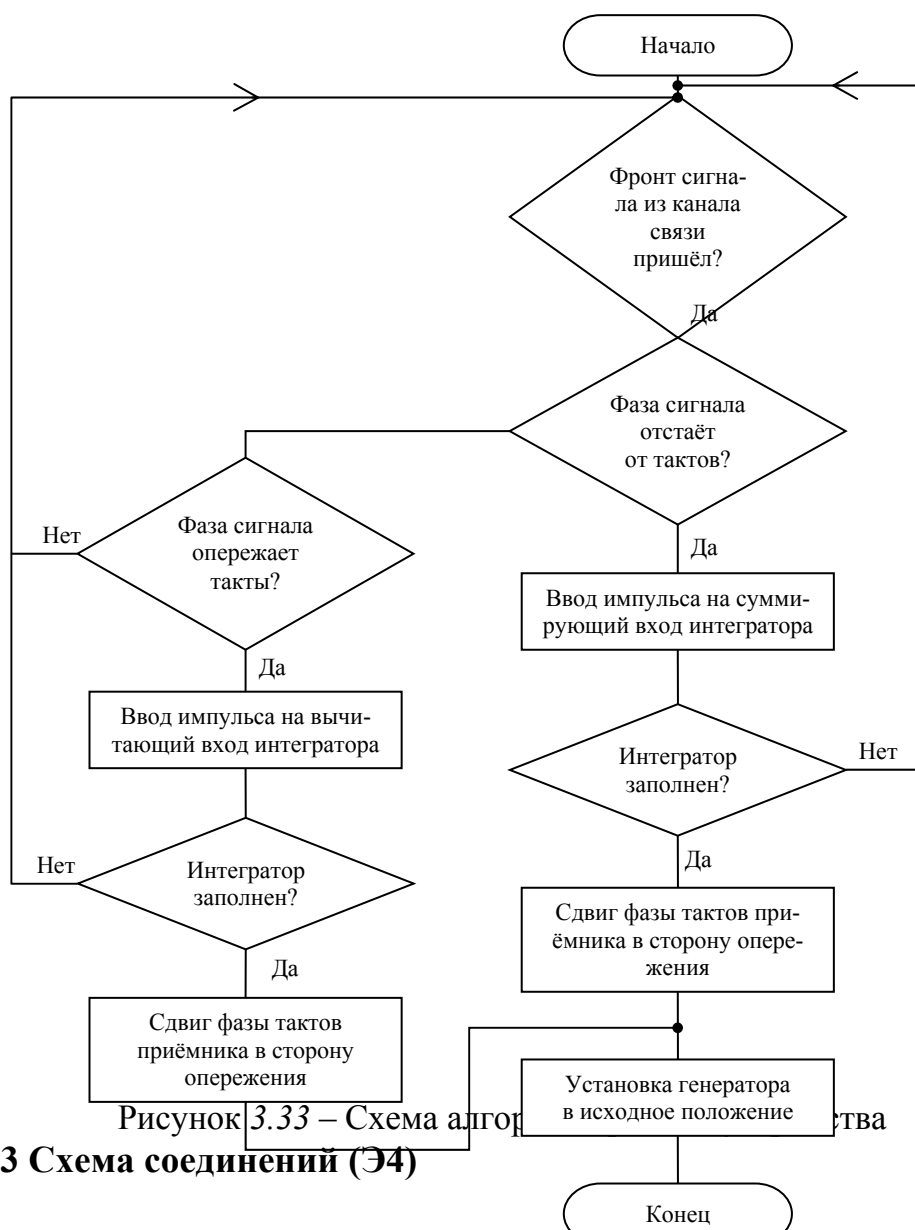 Начало
Фронт сигна-
ла из канала
связи
пришёл?
Да
Фаза сигнала
отстаёт
от тактов?
Нет
Фаза сигнала
опережает
такты?
Да
Ввод импульса на сумми-
рующий вход интегратора
Да
Ввод импульса на вычи-
тающий вход интегратора
Интегратор
заполнен?
Нет
Нет
Интегратор
заполнен?
Да
Сдвиг фазы тактов при-
ёмника в сторону опере-
жения
Да
Сдвиг фазы тактов
приёмника в сторону
опережения
Установка генератора
в исходное положение
Рисунок 3.33 – Схема алгор ства
3 Схема соединений (Э4)
Конец